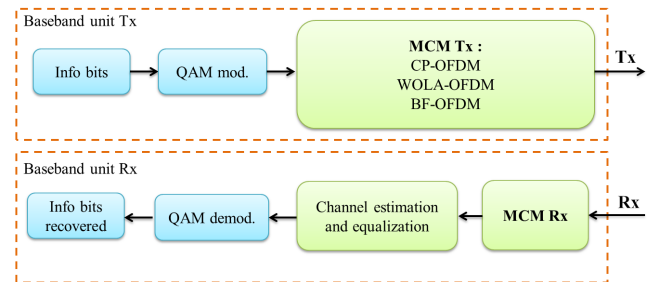 Baseband unit Tx
Info bits
QAM mod.
MCM Tx :
CP-OFDM
WOLA-OFDM
BF-OFDM
Tx
Baseband unit Rx
Info bits
recovered
QAM demod.
Channel estimation
and equalization
MCM Rx
Rx